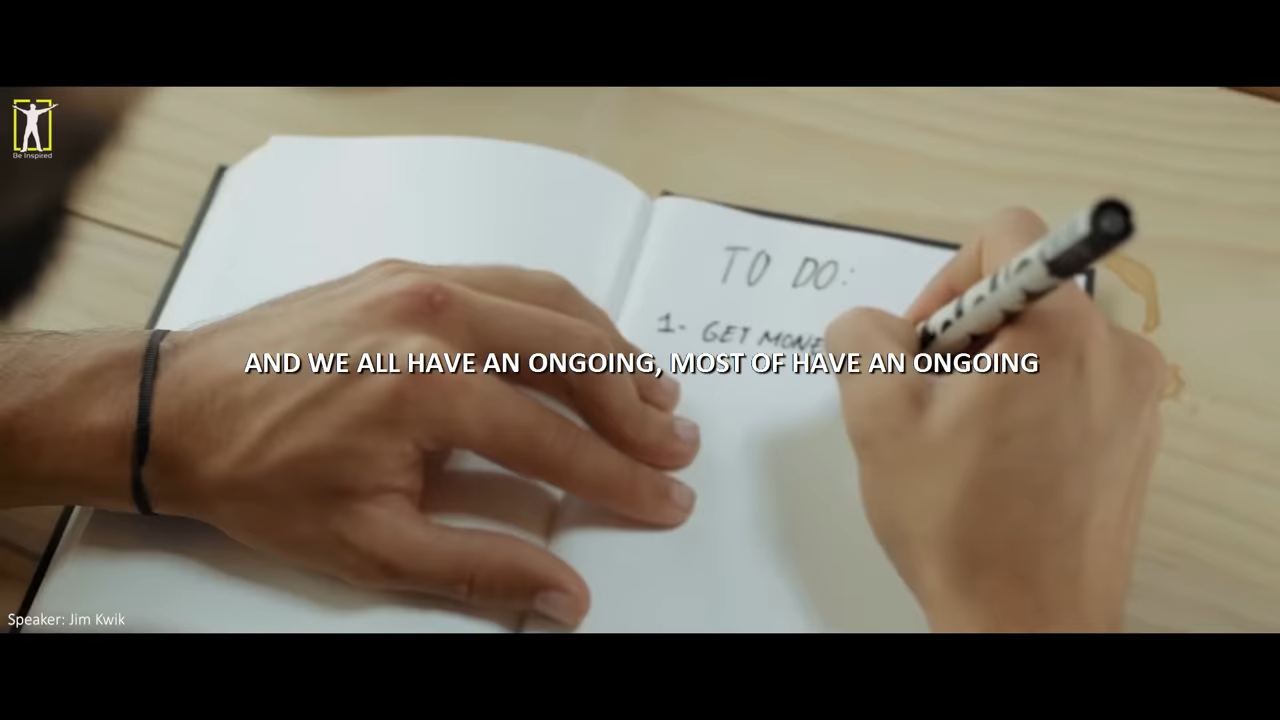 Be Inspired
TO DO:
1- GET MONE
AND WE ALL HAVE AN ONGOING, MOST OF HAVE AN ONGOING
Speaker: Jim Kwik